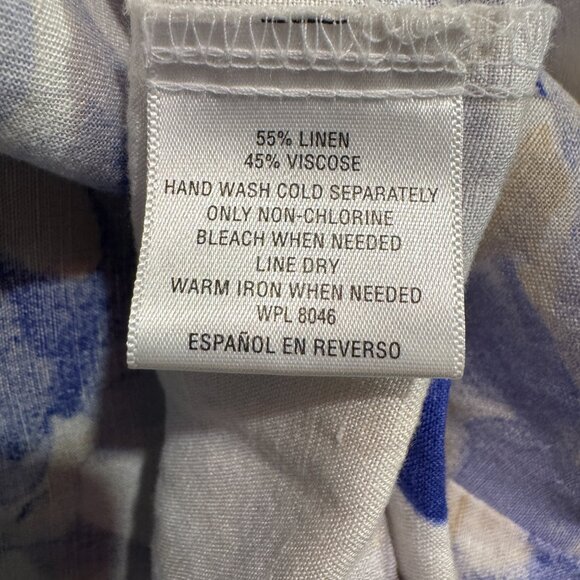 55% LINEN
45% VISCOSE
HAND WASH COLD SEPARATELY
ONLY NON-CHLORINE
BLEACH WHEN NEEDED
LINE DRY
WARM IRON WHEN NEEDED
WPL 8046
ESPAÑOL EN REVERSO